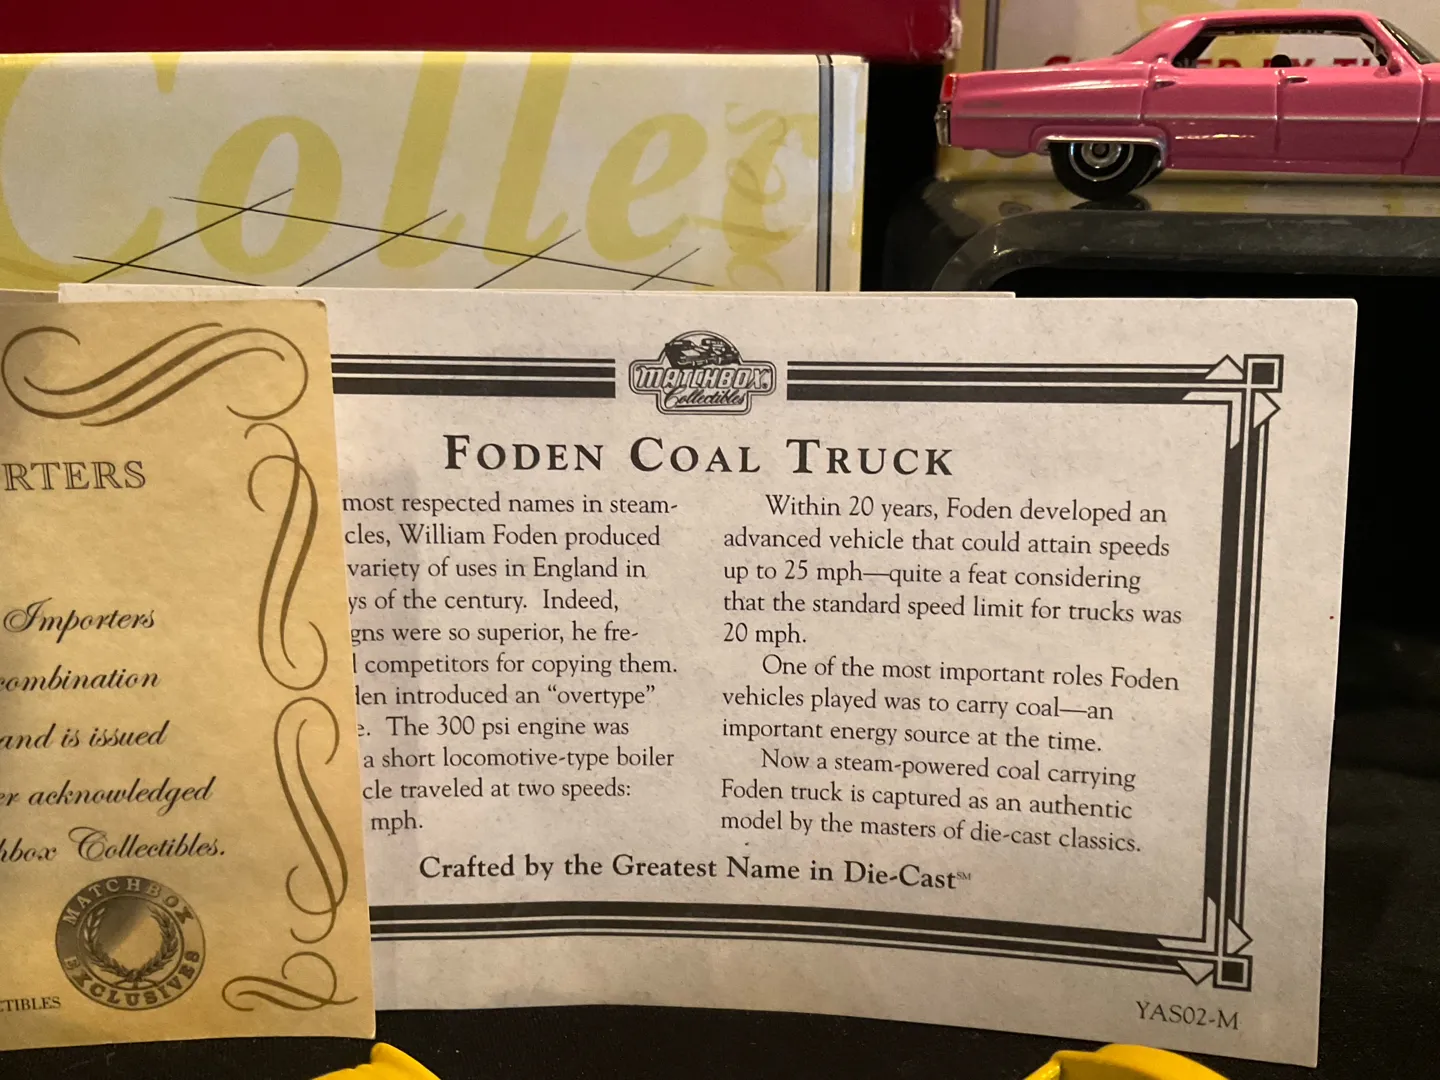 Collec
bles
MATCHBOX
Collectibles
FODEN COAL TRUCK
most respected names in steam-
cles, William Foden produced
variety of uses in England in
ys of the century. Indeed,
gns were so superior, he fre-
l competitors for copying them.
den introduced an “overtype”
e. The 300 psi engine was
a short locomotive-type boiler
cle traveled at two speeds:
mph.
Within 20 years, Foden developed an
advanced vehicle that could attain speeds
up to 25 mph—quite a feat considering
that the standard speed limit for trucks was
20 mph.
One of the most important roles Foden
vehicles played was to carry coal—an
important energy source at the time.
Now a steam-powered coal carrying
Foden truck is captured as an authentic
model by the masters of die-cast classics.
Crafted by the Greatest Name in Die-Cast℠
YAS02-M
RTERS
Importers
combination
and is issued
er acknowledged
hbox Collectibles.
MATCHBOX
EXCLUSIVES
CTIBLES